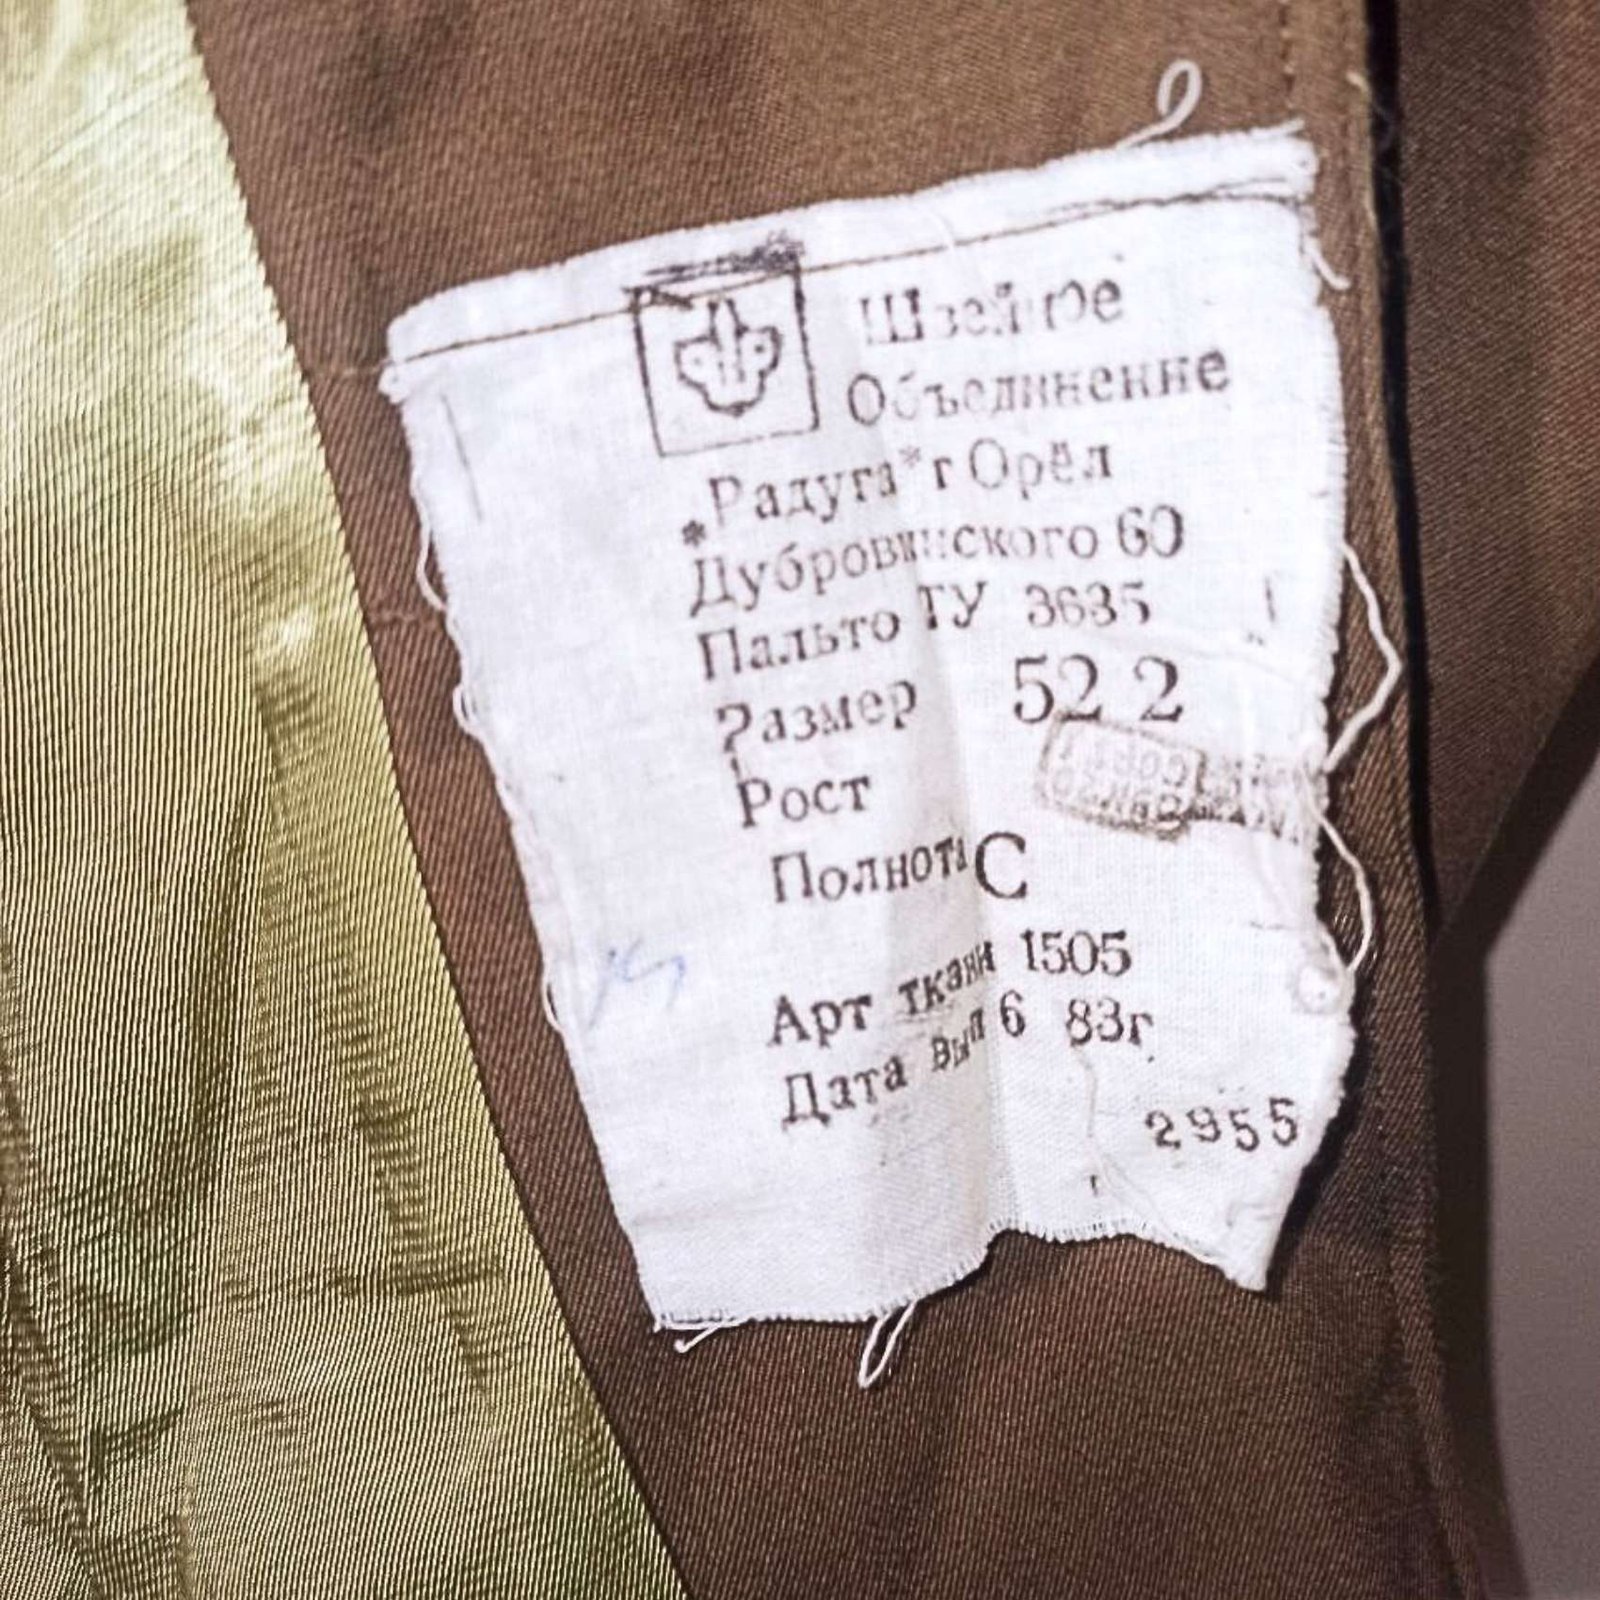 Швейное
Объединение
„Радуга" г Орёл
Дубровинского 60
Пальто ТУ 3635
Размер 52 2
Рост
Полнота С
Арт ткани 1505
Дата вып 6 83г
2955